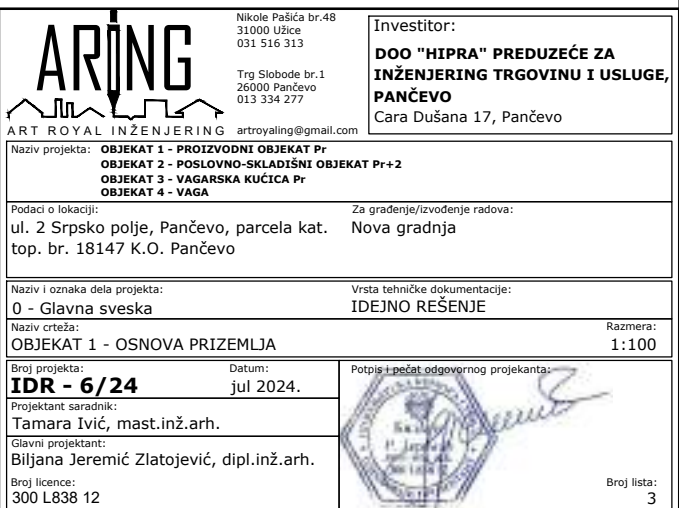 ARING
ART ROYAL INŽENJERING
Nikole Pašića br.48
31000 Užice
031 516 313
Trg Slobode br.1
26000 Pančevo
013 334 277
artroyaling@gmail.com
Investitor:
DOO "HIPRA" PREDUZEĆE ZA
INŽENJERING TRGOVINU I USLUGE,
PANČEVO
Cara Dušana 17, Pančevo
Naziv projekta: OBJEKAT 1 - PROIZVODNI OBJEKAT Pr
OBJEKAT 2 - POSLOVNO-SKLADIŠNI OBJEKAT Pr+2
OBJEKAT 3 - VAGARSKA KUĆICA Pr
OBJEKAT 4 - VAGA
Podaci o lokaciji:
ul. 2 Srpsko polje, Pančevo, parcela kat.
top. br. 18147 K.O. Pančevo
Za građenje/izvođenje radova:
Nova gradnja
Naziv i oznaka dela projekta:
0 - Glavna sveska
Vrsta tehničke dokumentacije:
IDEJNO REŠENJE
Naziv crteža:
OBJEKAT 1 - OSNOVA PRIZEMLJA
Razmera:
1:100
Broj projekta:
IDR - 6/24
Datum:
jul 2024.
Projektant saradnik:
Tamara Ivić, mast.inž.arh.
Glavni projektant:
Biljana Jeremić Zlatojević, dipl.inž.arh.
Broj licence:
300 L838 12
Potpis i pečat odgovornog projekanta:
Broj lista:
3